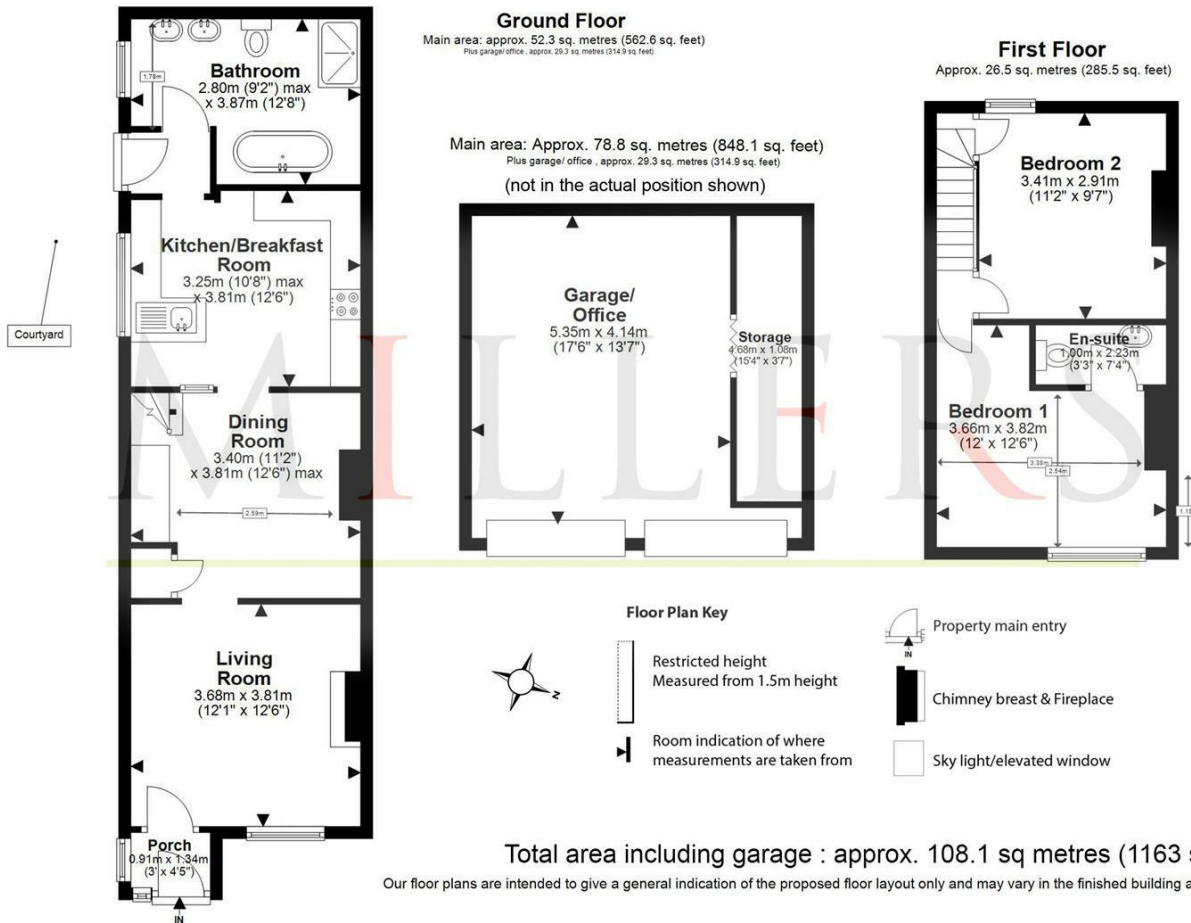 Ground Floor
Main area: approx. 52.3 sq. metres (562.6 sq. feet)
Plus garage/ office , approx. 29.3 sq. metres (314.9 sq. feet)
First Floor
Approx. 26.5 sq. metres (285.5 sq. feet)
Main area: Approx. 78.8 sq. metres (848.1 sq. feet)
Plus garage/ office , approx. 29.3 sq. metres (314.9 sq. feet)
(not in the actual position shown)
1.78m
Bathroom
2.80m (9'2") max
x 3.87m (12'8")
Kitchen/Breakfast
Room
3.25m (10'8") max
x 3.81m (12'6")
Courtyard
Dining
Room
3.40m (11'2")
x 3.81m (12'6") max
2.59m
Living
Room
3.68m x 3.81m
(12'1" x 12'6")
Porch
0.91m x 1.34m
(3' x 4'5")
IN
Garage/
Office
5.35m x 4.14m
(17'6" x 13'7")
Storage
4.68m x 1.08m
(15'4" x 3'7")
Bedroom 2
3.41m x 2.91m
(11'2" x 9'7")
En-suite
1.00m x 2.23m
(3'3" x 7'4")
Bedroom 1
3.66m x 3.82m
(12' x 12'6")
3.38m
2.54m
MILLERS
N
Floor Plan Key
Restricted height
Measured from 1.5m height
Room indication of where
measurements are taken from
Property main entry
IN
Chimney breast & Fireplace
Sky light/elevated window
Total area including garage : approx. 108.1 sq metres (1163 s
Our floor plans are intended to give a general indication of the proposed floor layout only and may vary in the finished building a